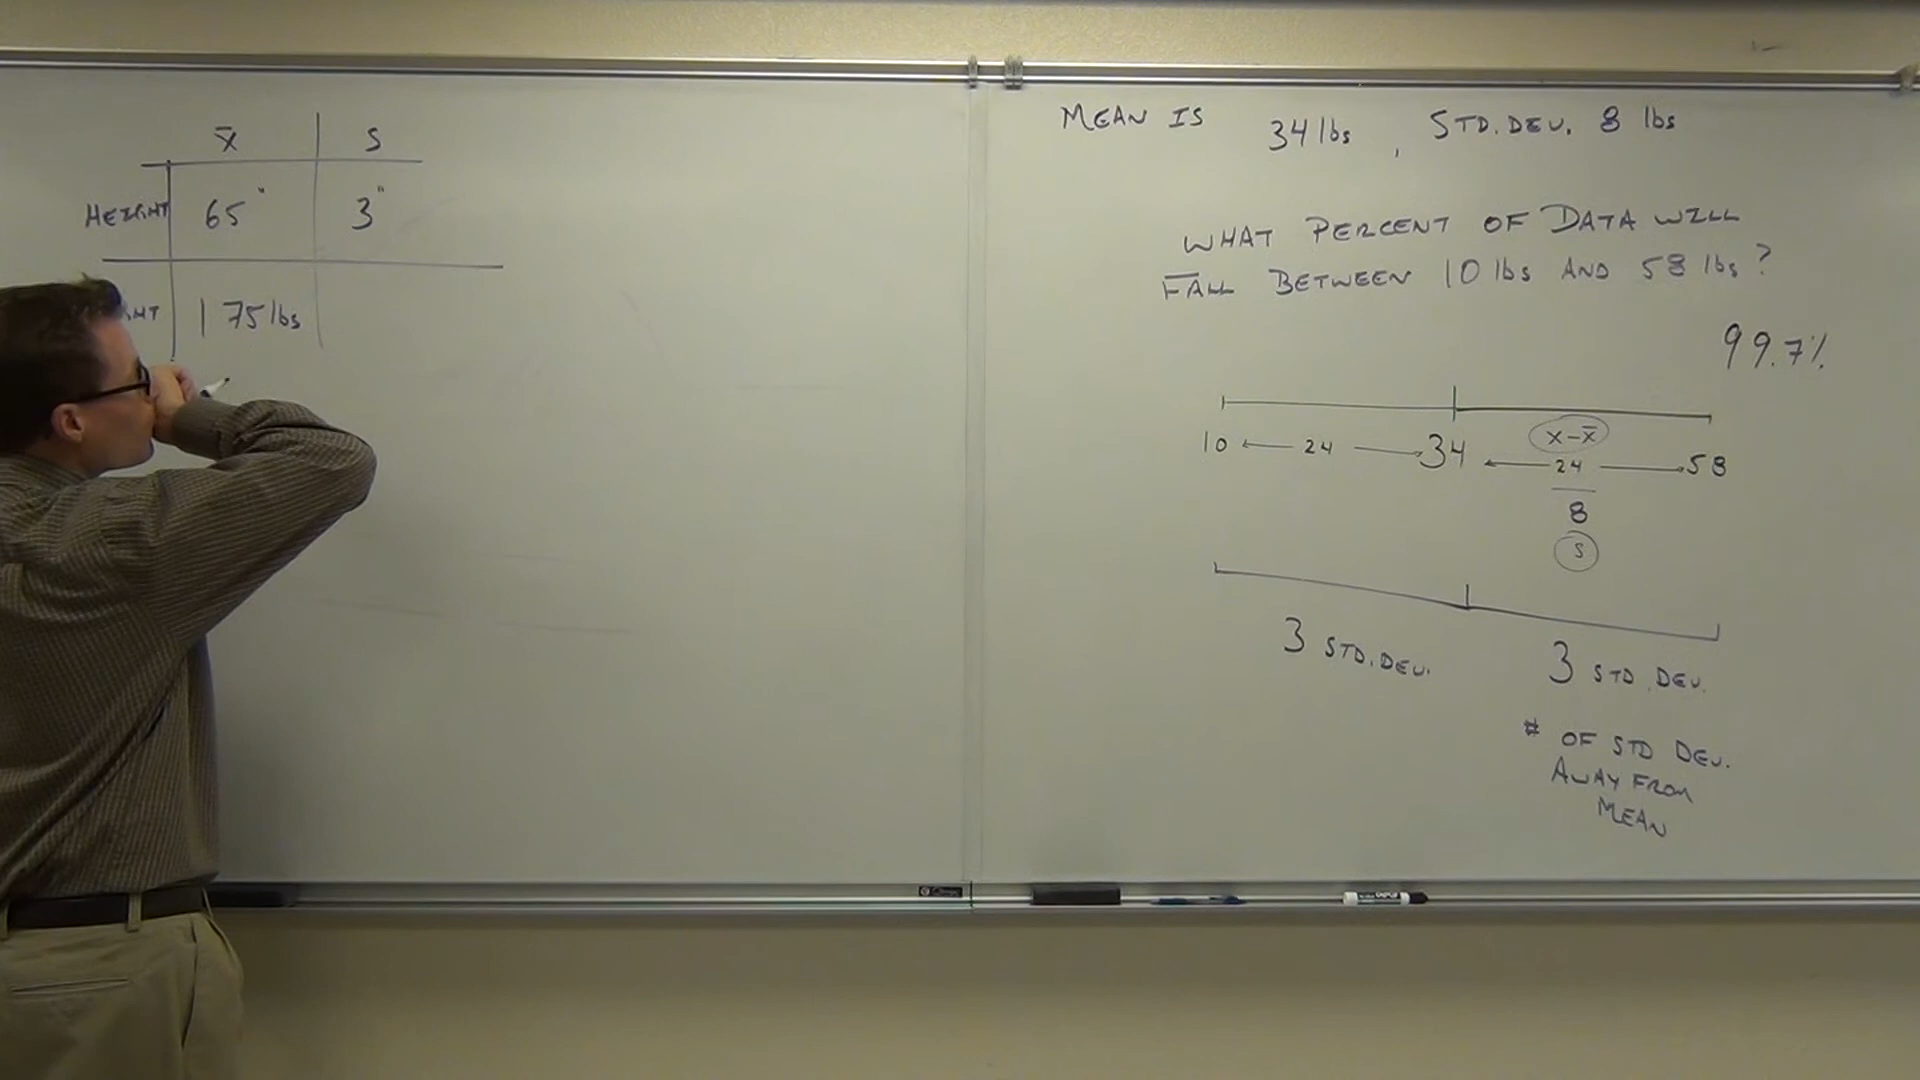 x̄ S
HEIGHT 65" 3"
HT 175 lbs
MEAN IS 34 lbs, STD. DEV. 8 lbs
WHAT PERCENT OF DATA WILL
FALL BETWEEN 10 lbs AND 58 lbs?
99.7%
x-x̄
10 24 34 24 58
8
S
3 STD. DEV. 3 STD. DEV.
# OF STD DEV.
AWAY FROM
MEAN